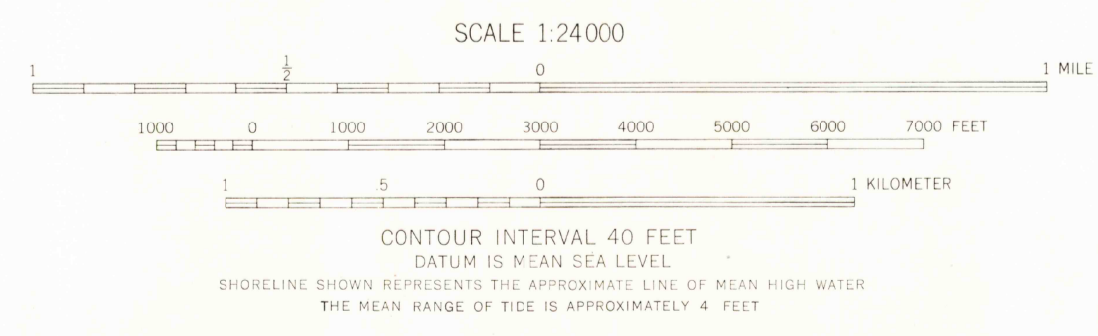 SCALE 1:24000
1 1/2 0 1 MILE
1000 0 1000 2000 3000 4000 5000 6000 7000 FEET
1 .5 0 1 KILOMETER
CONTOUR INTERVAL 40 FEET
DATUM IS MEAN SEA LEVEL
SHORELINE SHOWN REPRESENTS THE APPROXIMATE LINE OF MEAN HIGH WATER
THE MEAN RANGE OF TIDE IS APPROXIMATELY 4 FEET